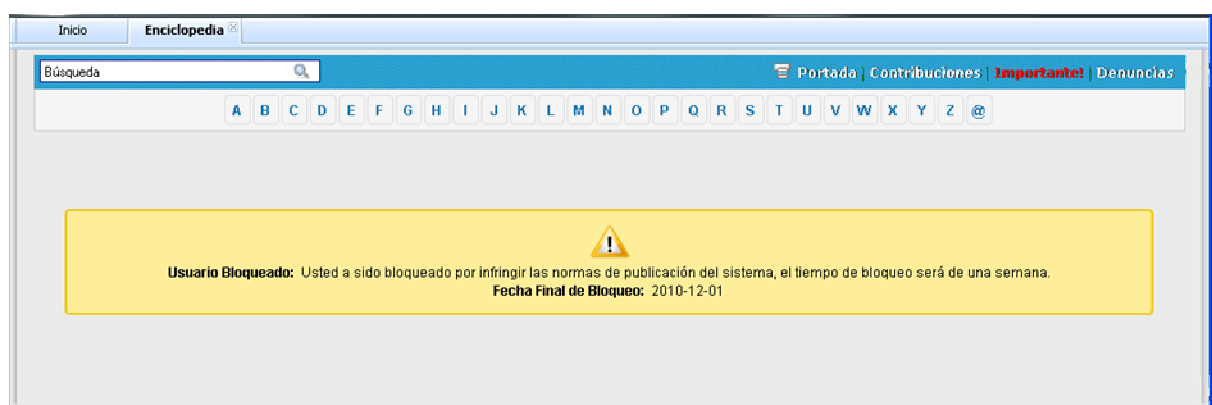 Inicio Enciclopedia
Búsqueda Portada | Contribuciones | Importante! | Denuncias
A B C D E F G H I J K L M N O P Q R S T U V W X Y Z @
Usuario Bloqueado: Usted a sido bloqueado por infringir las normas de publicación del sistema, el tiempo de bloqueo será de una semana.
Fecha Final de Bloqueo: 2010-12-01